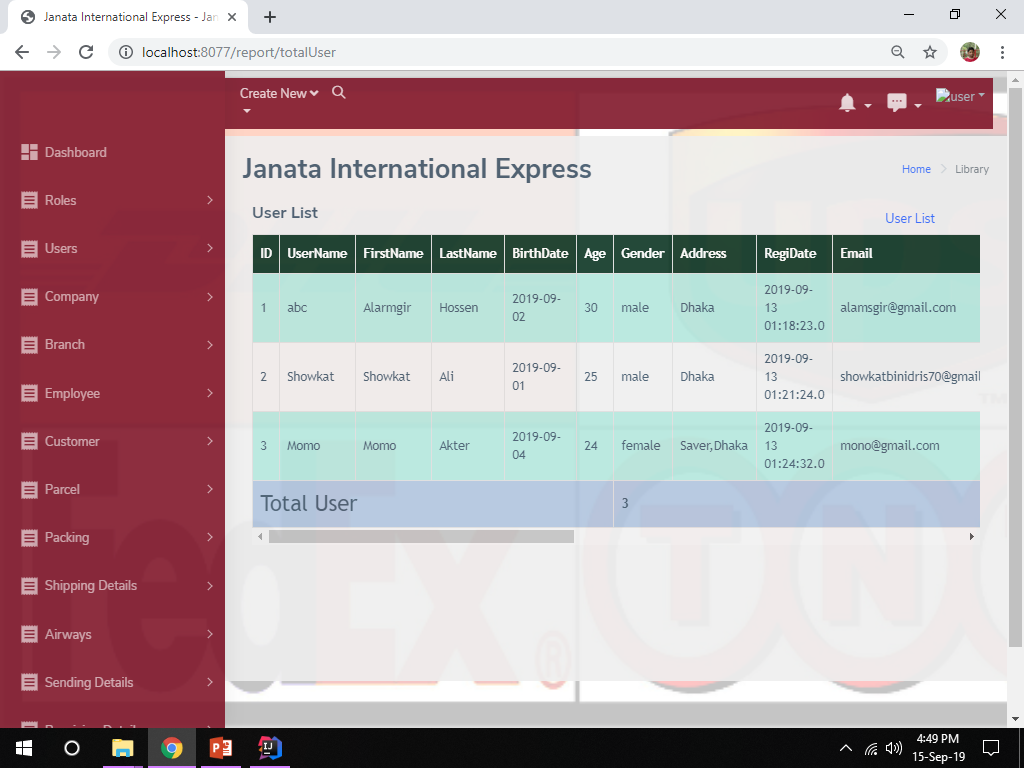 Janata International Express - Jan
localhost:8077/report/totalUser
Create New
user
Dashboard
Roles
Users
Company
Branch
Employee
Customer
Parcel
Packing
Shipping Details
Airways
Sending Details
Janata International Express
Home
Library
User List
User List
ID UserName FirstName LastName BirthDate Age Gender Address RegiDate Email
1 abc Alarmgir Hossen 2019-09-02 30 male Dhaka 2019-09-13 01:18:23.0 alamsgir@gmail.com
2 Showkat Showkat Ali 2019-09-01 25 male Dhaka 2019-09-13 01:21:24.0 showkatbinidris70@gmail
3 Momo Momo Akter 2019-09-04 24 female Saver,Dhaka 2019-09-13 01:24:32.0 mono@gmail.com
Total User 3
FedEx
TN
TM
4:49 PM
15-Sep-19